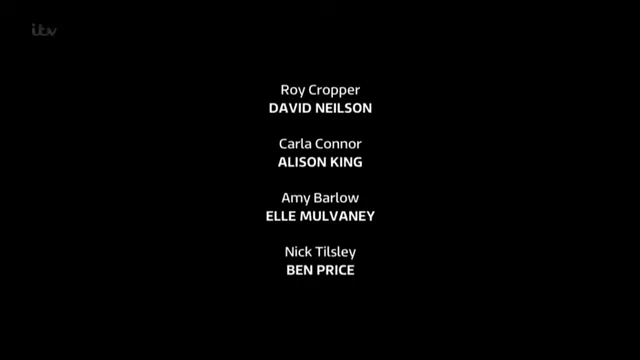 itv
Roy Cropper
DAVID NEILSON
Carla Connor
ALISON KING
Amy Barlow
ELLE MULVANEY
Nick Tilsley
BEN PRICE